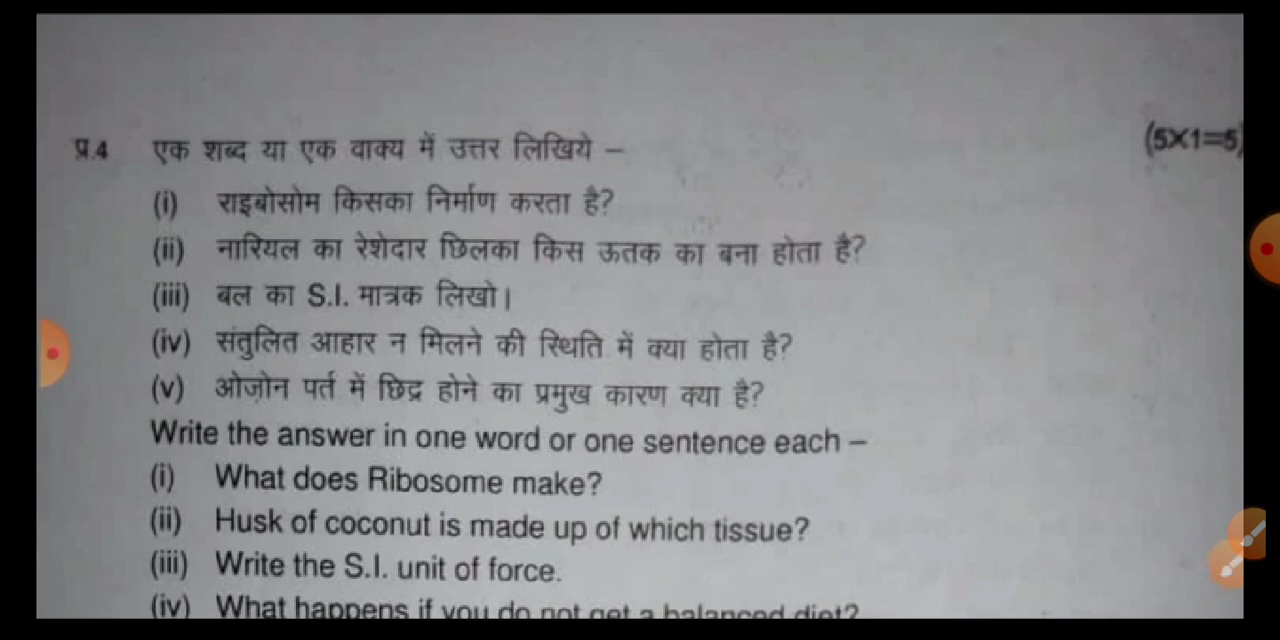 प्र.4 एक शब्द या एक वाक्य में उत्तर लिखिये – (5X1=5)
(i) राइबोसोम किसका निर्माण करता है?
(ii) नारियल का रेशेदार छिलका किस ऊतक का बना होता है?
(iii) बल का S.I. मात्रक लिखो।
(iv) संतुलित आहार न मिलने की स्थिति में क्या होता है?
(v) ओज़ोन पर्त में छिद्र होने का प्रमुख कारण क्या है?
Write the answer in one word or one sentence each –
(i) What does Ribosome make?
(ii) Husk of coconut is made up of which tissue?
(iii) Write the S.I. unit of force.
(iv) What happens if you do not get a balanced diet?